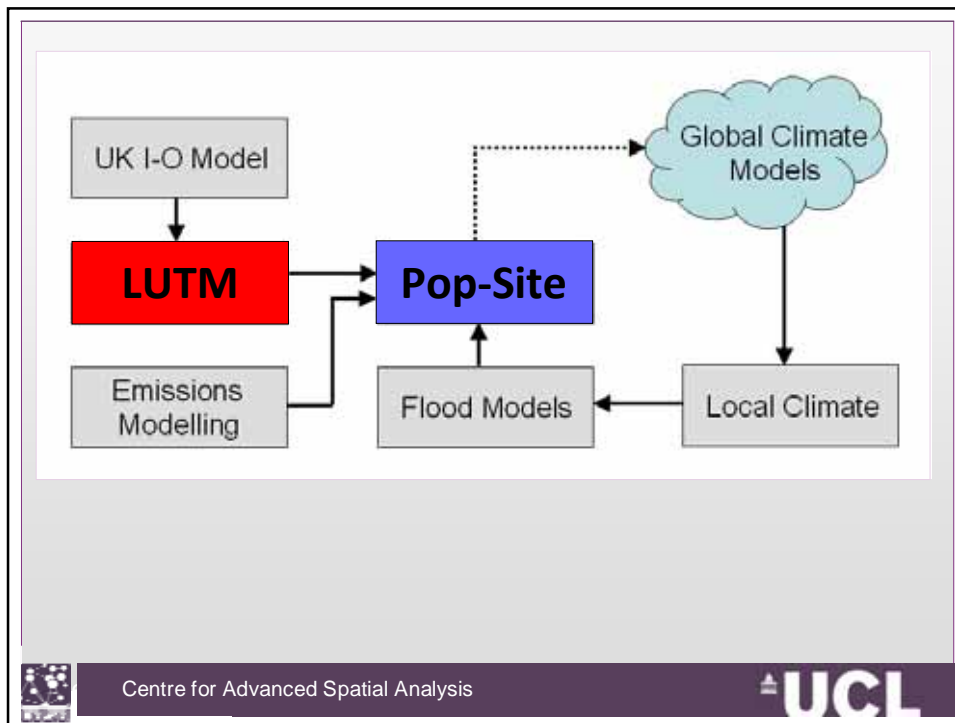 UK I-O Model
Global Climate
Models
LUTM
Pop-Site
Emissions
Modelling
Flood Models
Local Climate
Centre for Advanced Spatial Analysis
UCL